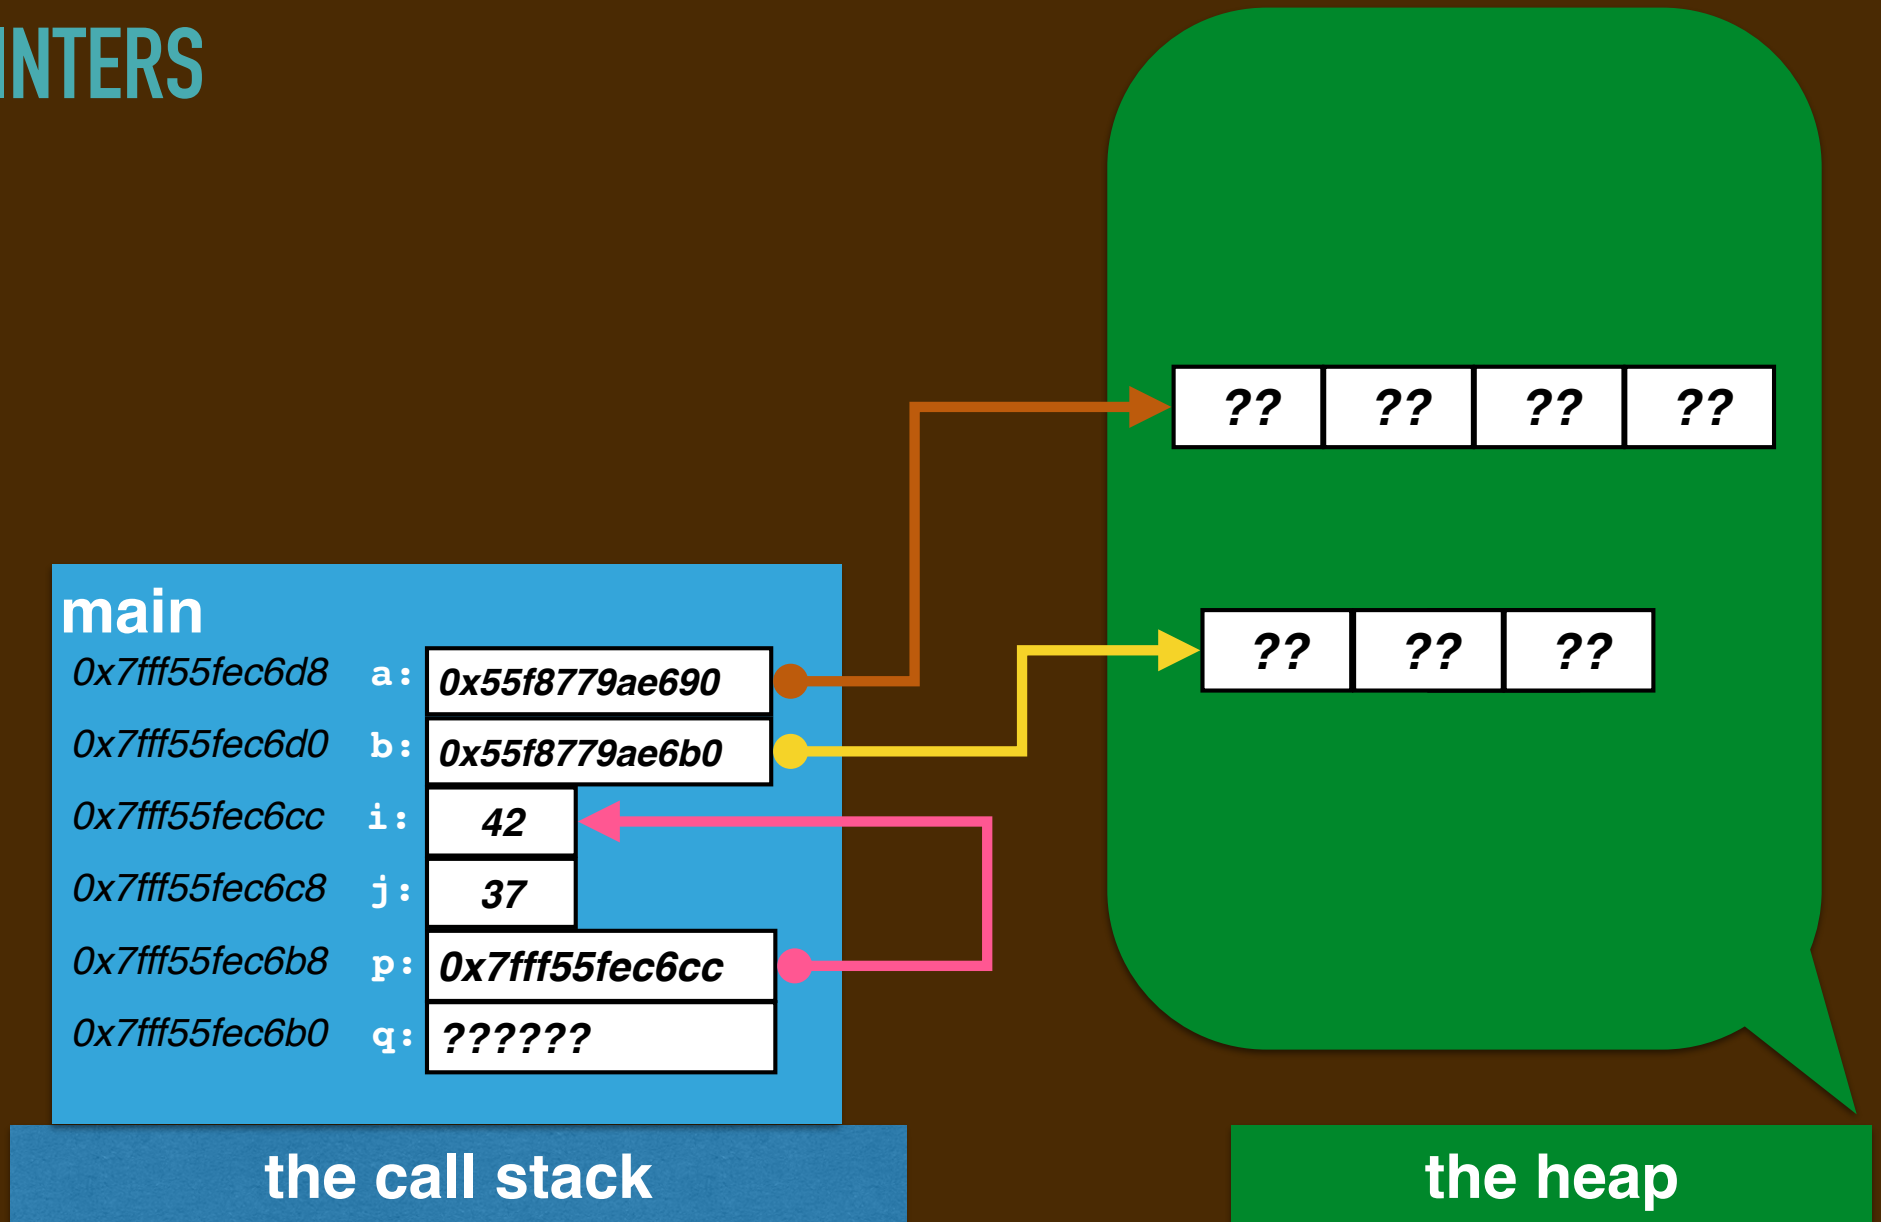 INTERS
?? ?? ?? ??
main
0x7fff55fec6d8 a: 0x55f8779ae690
?? ?? ??
0x7fff55fec6d0 b: 0x55f8779ae6b0
0x7fff55fec6cc i: 42
0x7fff55fec6c8 j: 37
0x7fff55fec6b8 p: 0x7fff55fec6cc
0x7fff55fec6b0 q: ??????
the call stack
the heap